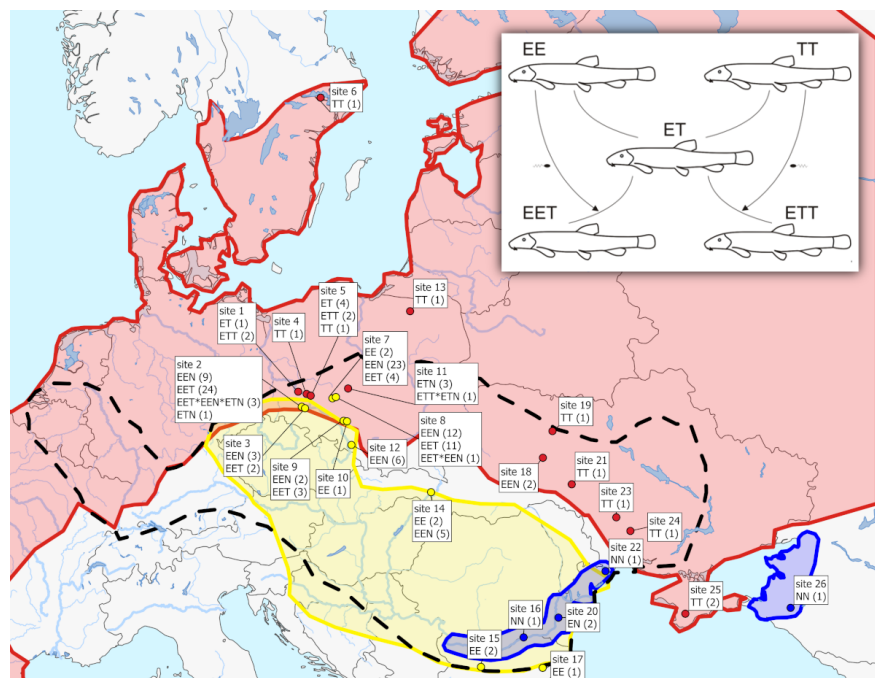 EE
TT
ET
EET
ETT
site 6
TT (1)
site 13
TT (1)
site 5
ET (4)
ETT (2)
TT (1)
site 1
ET (1)
ETT (2)
site 4
TT (1)
site 7
EE (2)
EEN (23)
EET (4)
site 2
EEN (9)
EET (24)
EET*EEN*ETN (3)
ETN (1)
site 11
ETN (3)
ETT*ETN (1)
site 8
EEN (12)
EET (11)
EET*EEN (1)
site 19
TT (1)
site 3
EEN (3)
EET (2)
site 9
EEN (2)
EET (3)
site 10
EE (1)
site 12
EEN (6)
site 18
EEN (2)
site 21
TT (1)
site 23
TT (1)
site 24
TT (1)
site 14
EE (2)
EEN (5)
site 22
NN (1)
site 25
TT (2)
site 26
NN (1)
site 16
NN (1)
site 20
EN (2)
site 15
EE (2)
site 17
EE (1)